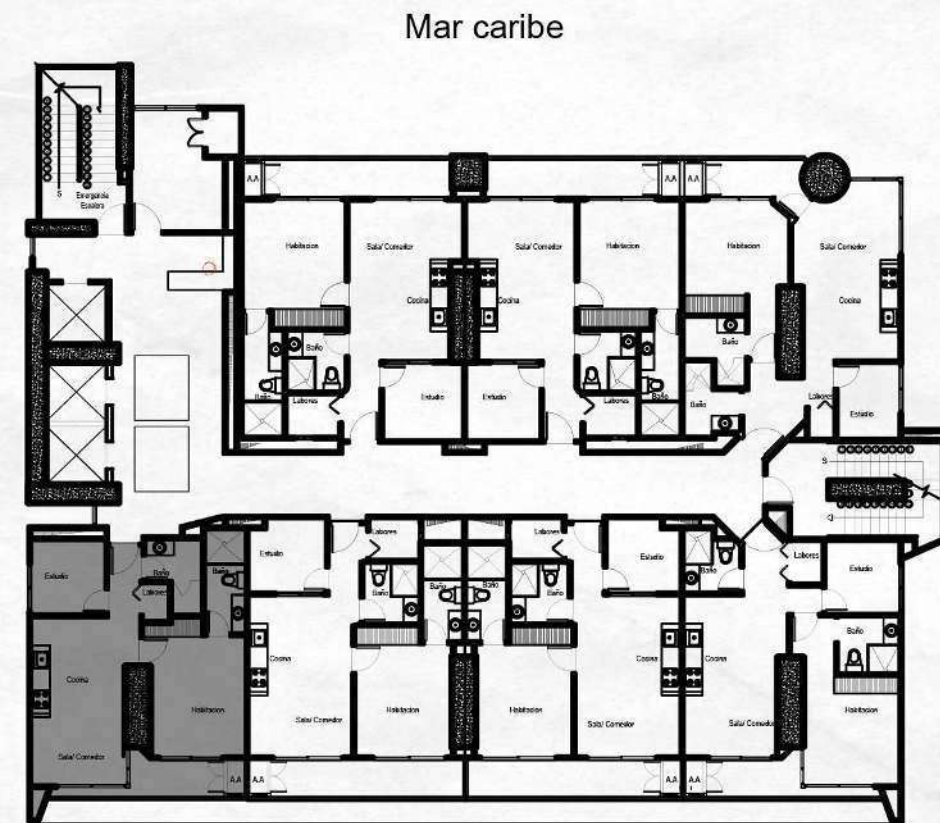 Mar caribe
S
Emergencia
Escalera
A.A
A.A
A.A
Habitacion
Sala/ Comedor
Sala/ Comedor
Habitacion
Habitacion
Sala/ Comedor
Cocina
Cocina
Cocina
Baño
Baño
Baño
Baño
Baño
Labores
Estudio
Estudio
Labores
Baño
Labores
Estudio
S
Estudio
Baño
Labores
Baño
Estudio
Labores
Baño
Baño
Baño
Labores
Baño
Estudio
Baño
Labores
Estudio
Baño
Cocina
Cocina
Cocina
Cocina
Sala/ Comedor
Habitacion
Sala/ Comedor
Habitacion
Habitacion
Sala/ Comedor
Sala/ Comedor
Habitacion
A.A
A.A
A.A
A.A